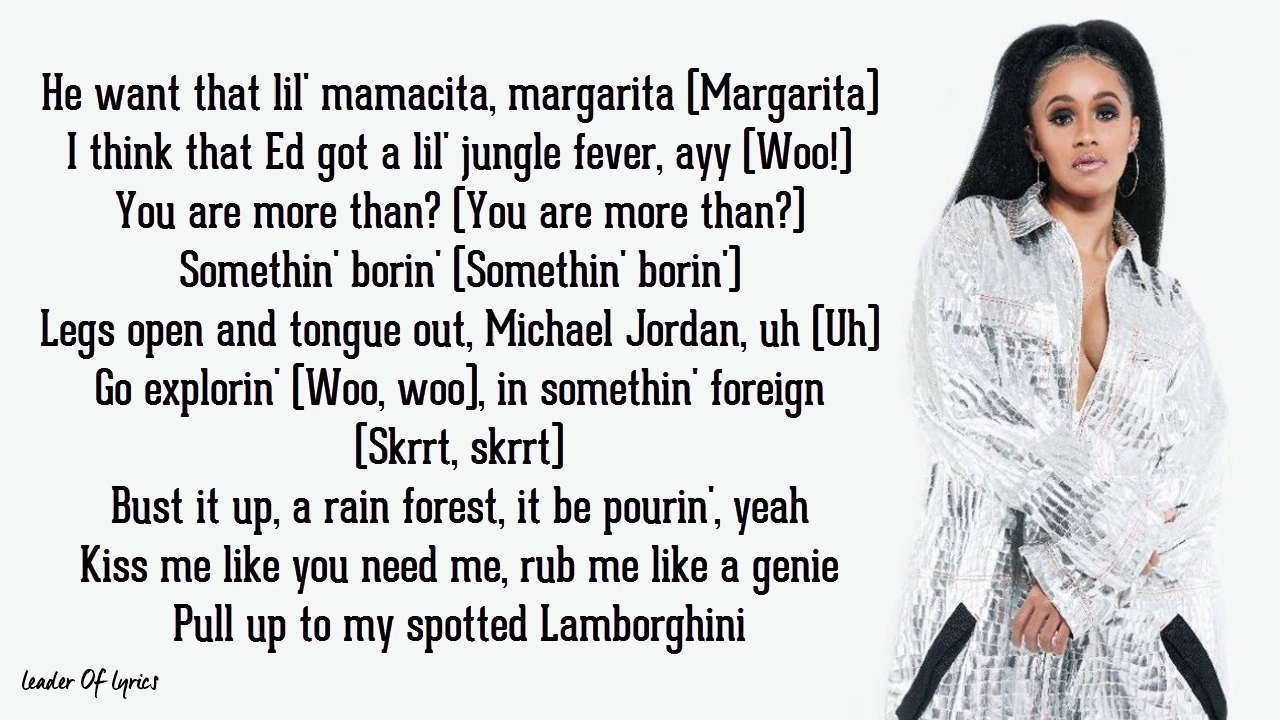 He want that lil' mamacita, margarita [Margarita]
I think that Ed got a lil' jungle fever, ayy [Woo!]
You are more than? [You are more than?]
Somethin' borin' [Somethin' borin']
Legs open and tongue out, Michael Jordan, uh [Uh]
Go explorin' [Woo, woo], in somethin' foreign
[Skrrt, skrrt]
Bust it up, a rain forest, it be pourin', yeah
Kiss me like you need me, rub me like a genie
Pull up to my spotted Lamborghini
Leader Of Lyrics